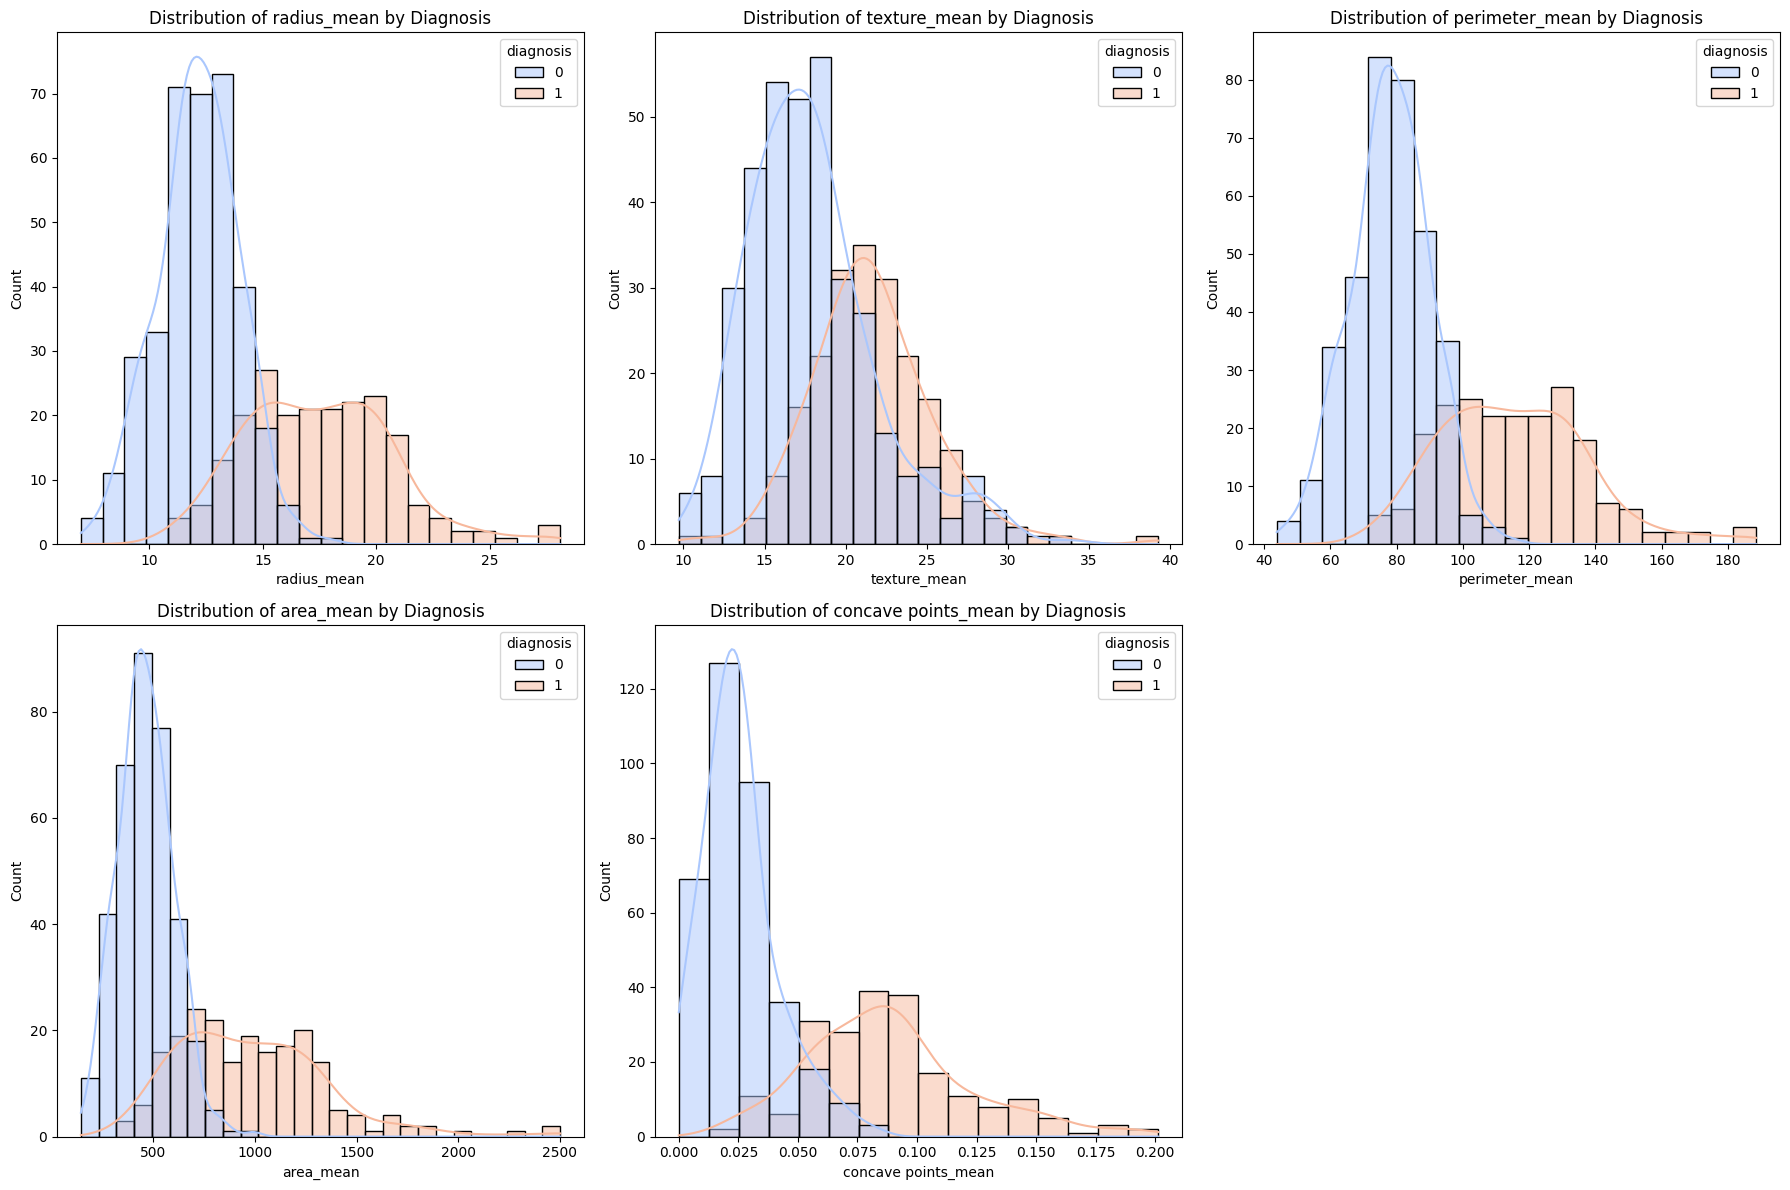 Distribution of radius_mean by Diagnosis
diagnosis
0
1
Count
70
60
50
40
30
20
10
0
10 15 20 25
radius_mean
Distribution of texture_mean by Diagnosis
diagnosis
0
1
Count
50
40
30
20
10
0
10 15 20 25 30 35 40
texture_mean
Distribution of perimeter_mean by Diagnosis
diagnosis
0
1
Count
80
70
60
50
40
30
20
10
0
40 60 80 100 120 140 160 180
perimeter_mean
Distribution of area_mean by Diagnosis
diagnosis
0
1
Count
80
60
40
20
0
500 1000 1500 2000 2500
area_mean
Distribution of concave points_mean by Diagnosis
diagnosis
0
1
Count
120
100
80
60
40
20
0
0.000 0.025 0.050 0.075 0.100 0.125 0.150 0.175 0.200
concave points_mean